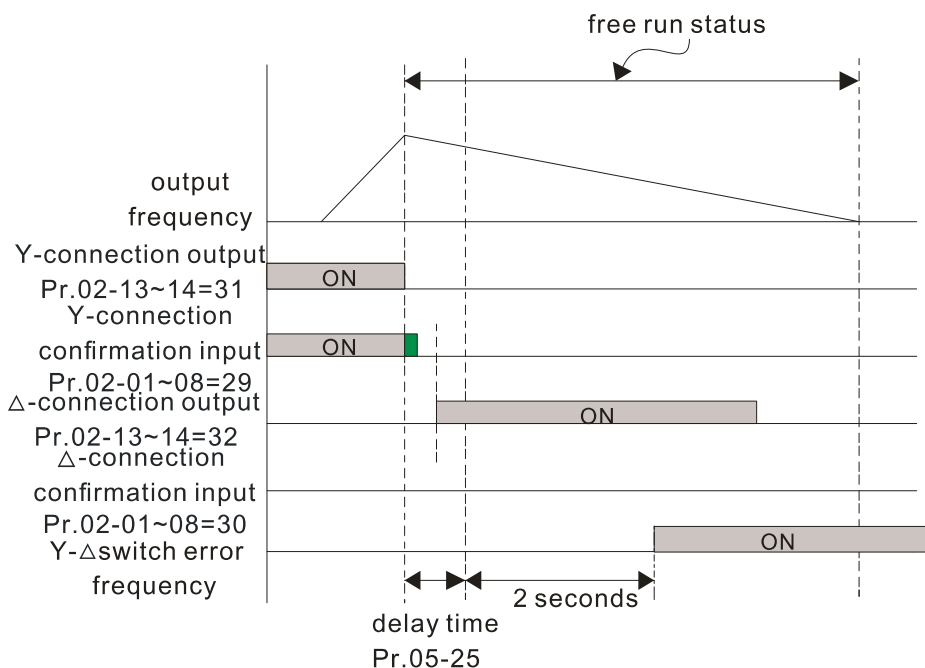 free run status
output
frequency
Y-connection output
ON
Pr.02-13~14=31
Y-connection
confirmation input
ON
Pr.02-01~08=29
△-connection output
ON
Pr.02-13~14=32
△-connection
confirmation input
Pr.02-01~08=30
Y-△switch error
ON
frequency
2 seconds
delay time
Pr.05-25